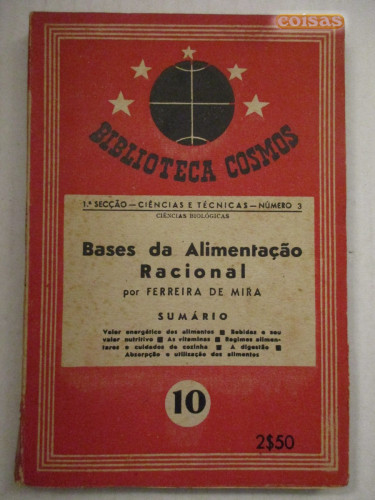 coisas
BIBLIOTECA COSMOS
1.ª SECÇÃO — CIÊNCIAS E TÉCNICAS — NÚMERO 3
CIÊNCIAS BIOLÓGICAS
Bases da Alimentação
Racional
por FERREIRA DE MIRA
SUMÁRIO
Valor energético dos alimentos ■ Bebidas e seu
valor nutritivo ■ As vitaminas ■ Regimes alimen-
tares e cuidados de cozinha ■ A digestão ■
Absorpção e utilização dos alimentos
10
2$50